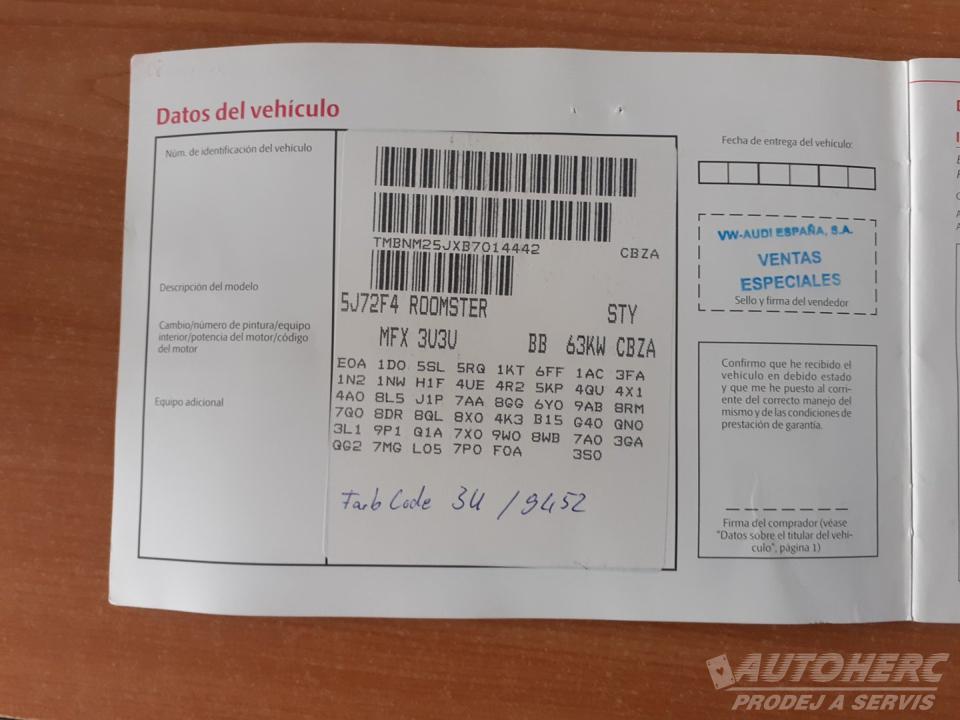 Datos del vehículo
Núm. de identificación del vehículo
TMBNM25JXB7014442
CBZA
Descripción del modelo
5J72F4 ROOMSTER
STY
Cambio/número de pintura/equipo
interior/potencia del motor/código
del motor
MFX 3U3U BB 63KW CBZA
Equipo adicional
E0A 1D0 5SL 5RQ 1KT 6FF 1AC 3FA
1N2 1NW H1F 4UE 4R2 5KP 4QU 4X1
4A0 8L5 J1P 7AA 8GG 6Y0 9AB 8RM
7Q0 8DR 8QL 8X0 4K3 B15 G40 QN0
3L1 9P1 Q1A 7X0 9W0 8WB 7A0 3GA
QG2 7MG L05 7P0 F0A 3S0
Farb Code 3U / 9452
Fecha de entrega del vehículo:
VW-AUDI ESPAÑA, S.A.
VENTAS
ESPECIALES
Sello y firma del vendedor
Confirmo que he recibido el
vehículo en debido estado
y que me he puesto al corri-
ente del correcto manejo del
mismo y de las condiciones de
prestación de garantía.
Firma del comprador (véase
"Datos sobre el titular del vehí-
culo", página 1)
AUTOHERC
PRODEJ A SERVIS